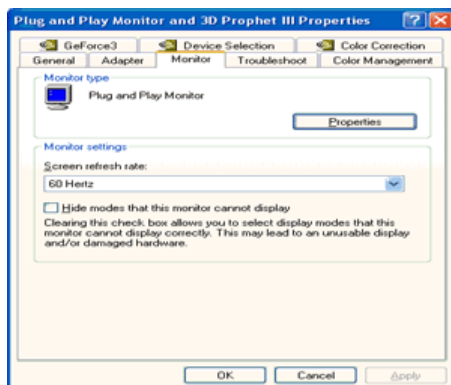 Plug and Play Monitor and 3D Prophet III Properties
GeForce3 Device Selection Color Correction
General Adapter Monitor Troubleshoot Color Management
Monitor type
Plug and Play Monitor
Properties
Monitor settings
Screen refresh rate:
60 Hertz
Hide modes that this monitor cannot display
Clearing this check box allows you to select display modes that this
monitor cannot display correctly. This may lead to an unusable display
and/or damaged hardware.
OK Cancel Apply